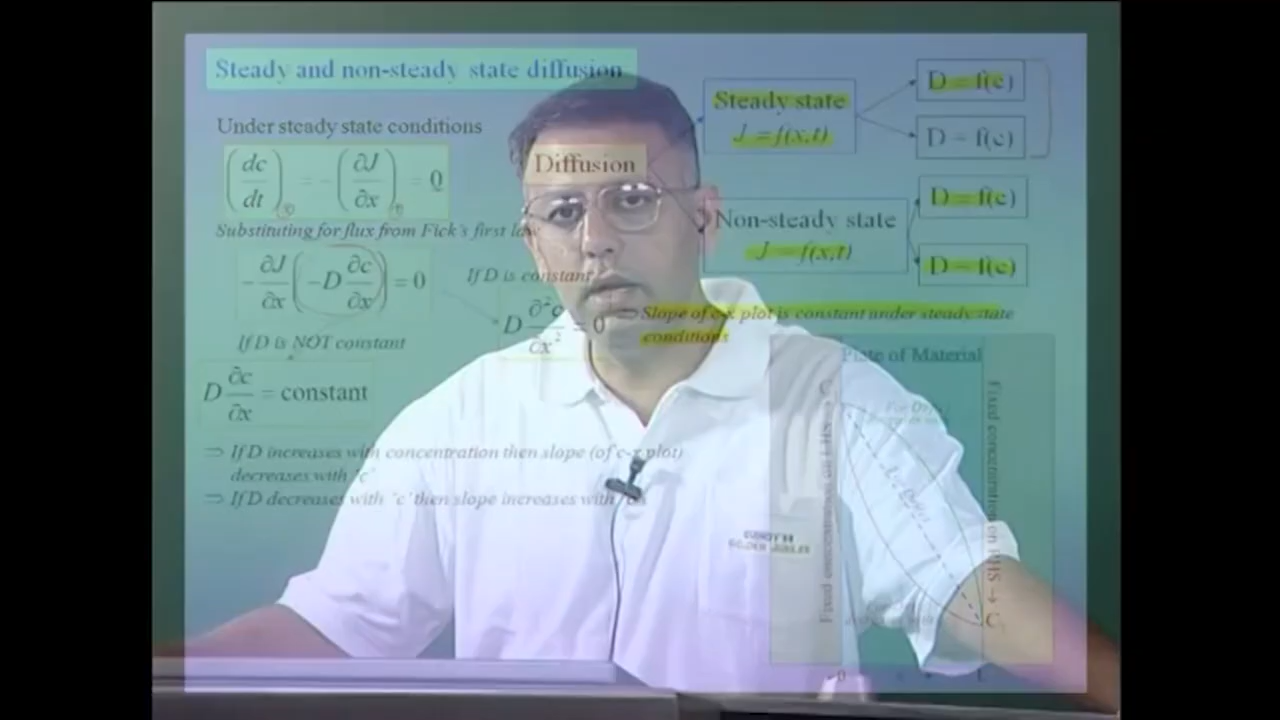 Steady and non-steady state diffusion
Under steady state conditions
(dc/dt)ₓ = -(∂J/∂x)ₜ = 0
Substituting for flux from Fick's first law
-∂J/∂x (-D ∂c/∂x) = 0
If D is constant
D ∂²c/∂x² = 0
⇒ Slope of c-x plot is constant under steady state
conditions
If D is NOT constant
D ∂c/∂x = constant
⇒ If D increases with concentration then slope (of c-x plot)
decreases with 'c'
⇒ If D decreases with 'c' then slope increases with
Diffusion
Steady state
J = f(x,t)
D = f(c)
D = f(c)
Non-steady state
J = f(x,t)
D = f(c)
D = f(c)
Plate of Material
Fixed concentration on RHS → C
GOLDEN JUBILEE
0
L